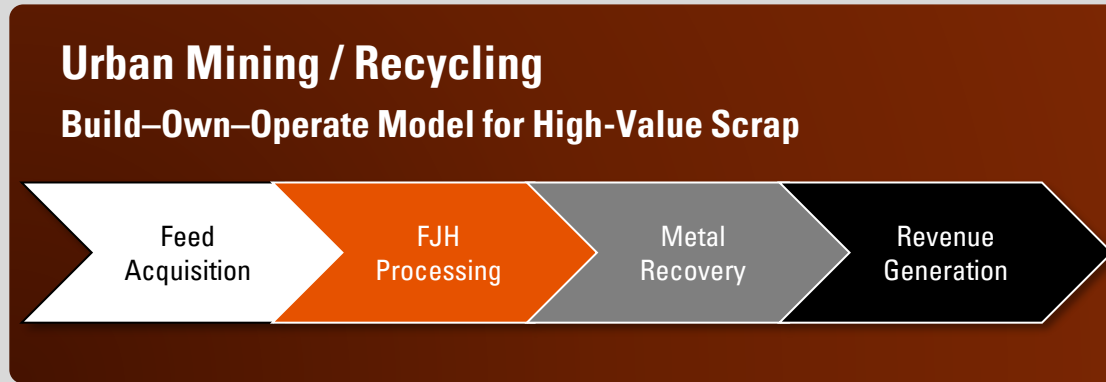 Urban Mining / Recycling
Build–Own–Operate Model for High-Value Scrap
Feed
Acquisition
FJH
Processing
Metal
Recovery
Revenue
Generation